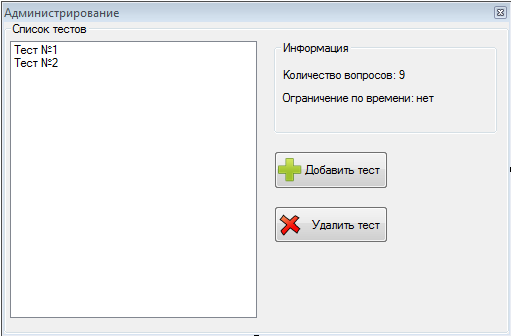 Администрирование
Список тестов
Тест №1
Тест №2
Информация
Количество вопросов: 9
Ограничение по времени: нет
Добавить тест
Удалить тест